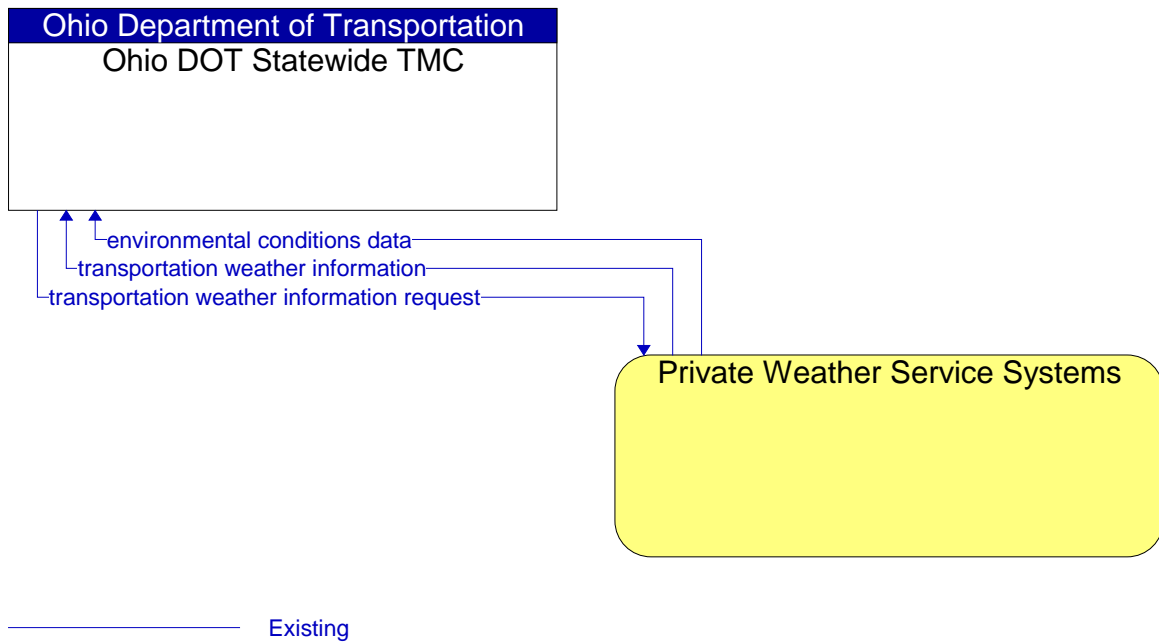 Ohio Department of Transportation
Ohio DOT Statewide TMC
environmental conditions data
transportation weather information
transportation weather information request
Private Weather Service Systems
Existing